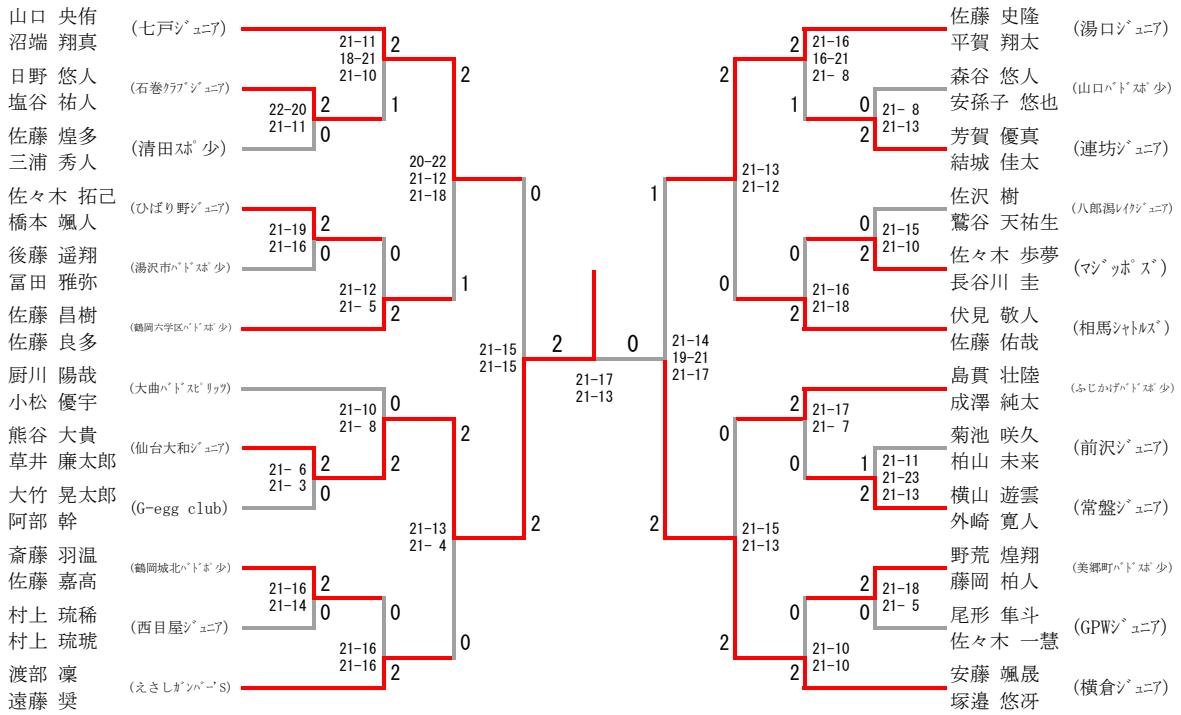 山口 央侑
沼端 翔真
(七戸ｼﾞｭﾆｱ)
日野 悠人
塩谷 祐人
(石巻ｸﾗﾌﾞｼﾞｭﾆｱ)
佐藤 煌多
三浦 秀人
(清田ｽﾎﾟ少)
佐々木 拓己
橋本 颯人
(ひばり野ｼﾞｭﾆｱ)
後藤 遥翔
冨田 雅弥
(湯沢市ﾊﾞﾄﾞｽﾎﾟ少)
佐藤 昌樹
佐藤 良多
(鶴岡六学区ﾊﾞﾄﾞｽﾎﾟ少)
厨川 陽哉
小松 優宇
(大曲ﾊﾞﾄﾞｽﾋﾟﾘｯﾂ)
熊谷 大貴
草井 廉太郎
(仙台大和ｼﾞｭﾆｱ)
大竹 晃太郎
阿部 幹
(G-egg club)
斎藤 羽温
佐藤 嘉高
(鶴岡城北ﾊﾞﾄﾞｽﾎﾟ少)
村上 琉稀
村上 琉琥
(西目屋ｼﾞｭﾆｱ)
渡部 凜
遠藤 奨
(えさしｶﾞﾝﾊﾞｰ'S)
21-11
18-21
21-10
2
1
22-20
21-11
2
0
20-22
21-12
21-18
2
1
21-19
21-16
2
0
21-12
21- 5
0
2
21-15
21-15
0
2
21-10
21- 8
0
2
21- 6
21- 3
2
0
21-13
21- 4
2
0
21-16
21-14
2
0
21-16
21-16
0
2
2
0
21-17
21-13
佐藤 史隆
平賀 翔太
(湯口ｼﾞｭﾆｱ)
森谷 悠人
安孫子 悠也
(山口ﾊﾞﾄﾞｽﾎﾟ少)
芳賀 優真
結城 佳太
(連坊ｼﾞｭﾆｱ)
佐沢 樹
鷲谷 天祐生
(八郎潟ﾚｲｸｼﾞｭﾆｱ)
佐々木 歩夢
長谷川 圭
(ﾏｼﾞｯﾎﾟｽﾞ)
伏見 敬人
佐藤 佑哉
(相馬ｼｬﾄﾙｽﾞ)
島貫 壮陸
成澤 純太
(ふじかげﾊﾞﾄﾞｽﾎﾟ少)
菊池 咲久
柏山 未来
(前沢ｼﾞｭﾆｱ)
横山 遊雲
外崎 寛人
(常盤ｼﾞｭﾆｱ)
野荒 煌翔
藤岡 柏人
(美郷町ﾊﾞﾄﾞｽﾎﾟ少)
尾形 隼斗
佐々木 一慧
(GPWｼﾞｭﾆｱ)
安藤 颯晟
塚邉 悠冴
(横倉ｼﾞｭﾆｱ)
2
1
21-16
16-21
21- 8
0
2
21- 8
21-13
2
0
21-13
21-12
0
2
21-15
21-10
0
2
21-16
21-18
1
2
21-14
19-21
21-17
2
0
21-17
21- 7
1
2
21-11
21-23
21-13
0
2
21-15
21-13
2
0
21-18
21- 5
0
2
21-10
21-10